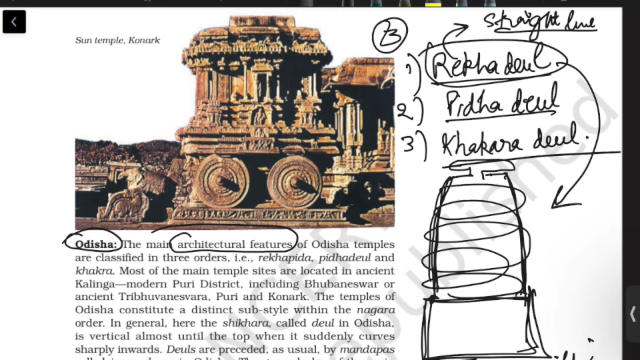 Sun temple, Konark
B
straight line
1) Rekha deul
2) Pidha deul
3) Khakara deul.
Odisha: The main architectural features of Odisha temples
are classified in three orders, i.e., rekhapida, pidhadeul and
khakra. Most of the main temple sites are located in ancient
Kalinga—modern Puri District, including Bhubaneswar or
ancient Tribhuvanesvara, Puri and Konark. The temples of
Odisha constitute a distinct sub-style within the nagara
order. In general, here the shikhara, called deul in Odisha,
is vertical almost until the top when it suddenly curves
sharply inwards. Deuls are preceded, as usual, by mandapas